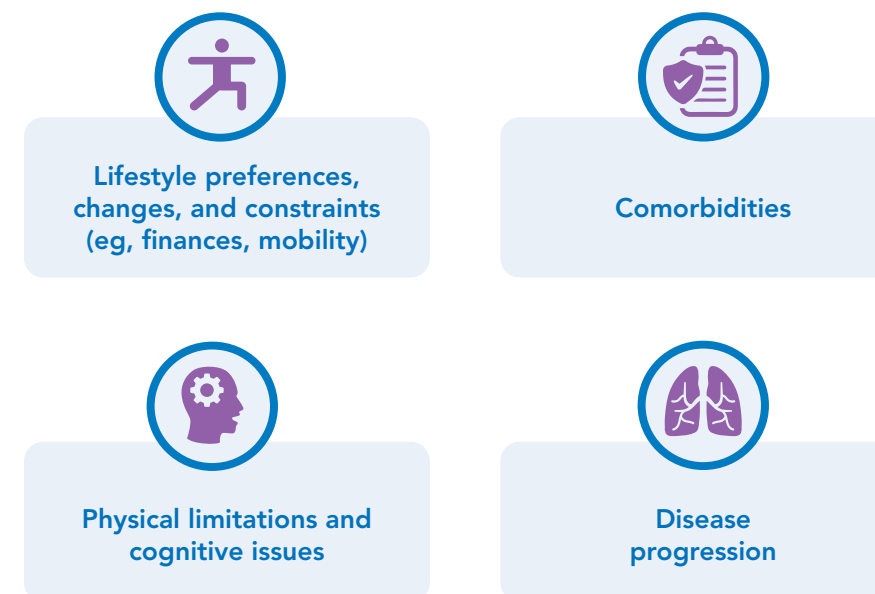 Lifestyle preferences,
changes, and constraints
(eg, finances, mobility)
Comorbidities
Physical limitations and
cognitive issues
Disease
progression